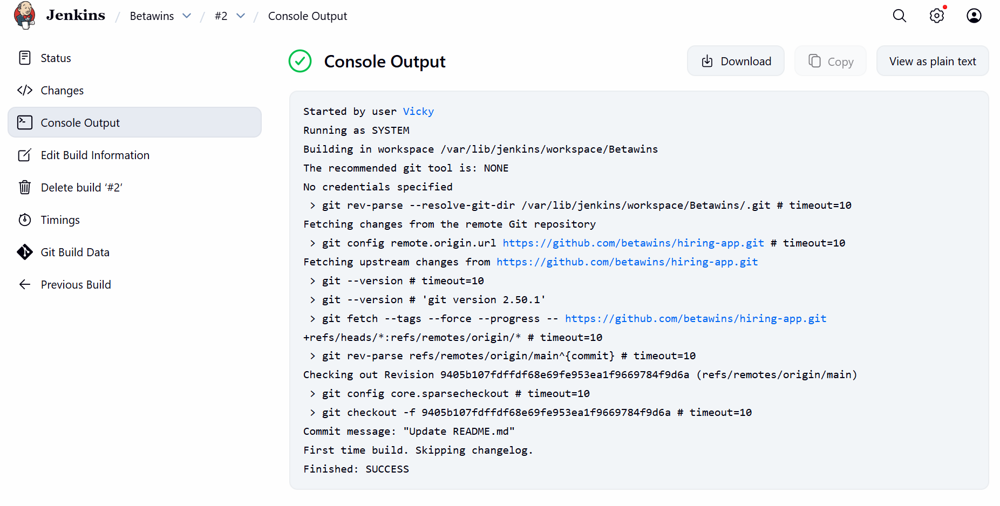 Jenkins / Betawins / #2 / Console Output
Status
Changes
Console Output
Edit Build Information
Delete build ‘#2’
Timings
Git Build Data
Previous Build
Console Output
Download
Copy
View as plain text
Started by user Vicky
Running as SYSTEM
Building in workspace /var/lib/jenkins/workspace/Betawins
The recommended git tool is: NONE
No credentials specified
 > git rev-parse --resolve-git-dir /var/lib/jenkins/workspace/Betawins/.git # timeout=10
Fetching changes from the remote Git repository
 > git config remote.origin.url https://github.com/betawins/hiring-app.git # timeout=10
Fetching upstream changes from https://github.com/betawins/hiring-app.git
 > git --version # timeout=10
 > git --version # 'git version 2.50.1'
 > git fetch --tags --force --progress -- https://github.com/betawins/hiring-app.git
+refs/heads/*:refs/remotes/origin/* # timeout=10
 > git rev-parse refs/remotes/origin/main^{commit} # timeout=10
Checking out Revision 9405b107fdffdf68e69fe953ea1f9669784f9d6a (refs/remotes/origin/main)
 > git config core.sparsecheckout # timeout=10
 > git checkout -f 9405b107fdffdf68e69fe953ea1f9669784f9d6a # timeout=10
Commit message: "Update README.md"
First time build. Skipping changelog.
Finished: SUCCESS